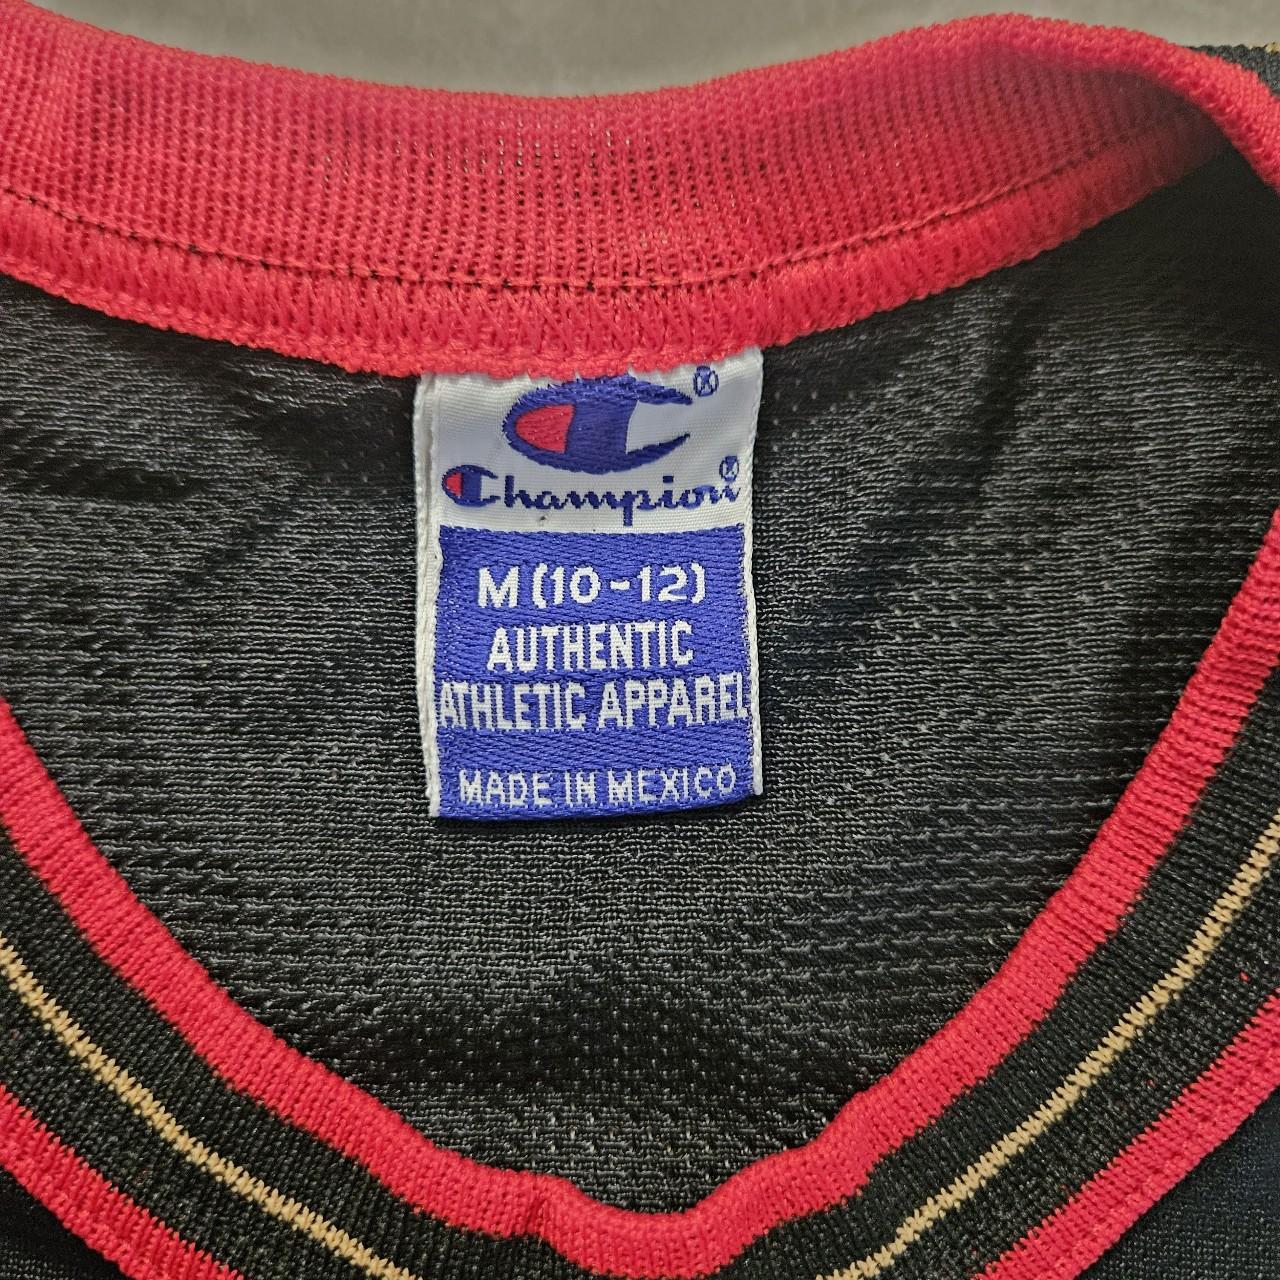 ®
Champion®
M (10-12)
AUTHENTIC
ATHLETIC APPAREL
MADE IN MEXICO